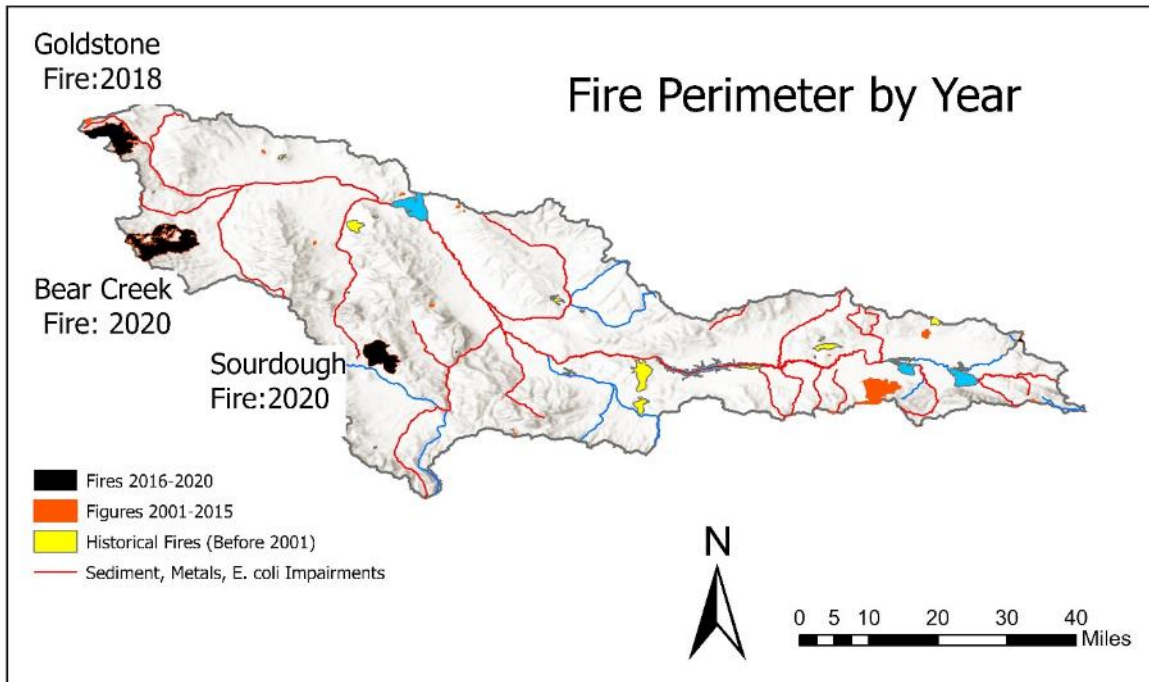 Goldstone
Fire:2018
Fire Perimeter by Year
Bear Creek
Fire: 2020
Sourdough
Fire:2020
Fires 2016-2020
Figures 2001-2015
Historical Fires (Before 2001)
Sediment, Metals, E. coli Impairments
N
0 5 10 20 30 40
Miles